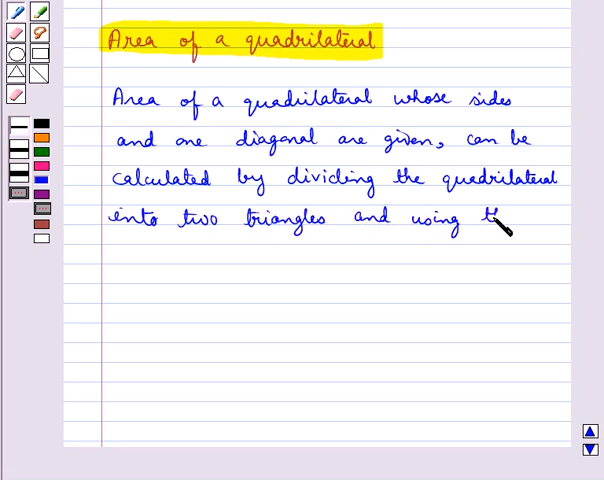 Area of a quadrilateral
Area of a quadrilateral whose sides
and one diagonal are given, can be
calculated by dividing the quadrilateral
into two triangles and using t